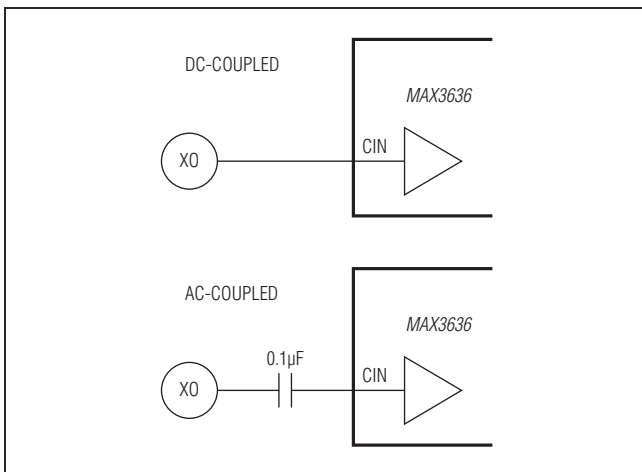 DC-COUPLED
MAX3636
XO
CIN
AC-COUPLED
MAX3636
0.1µF
XO
CIN